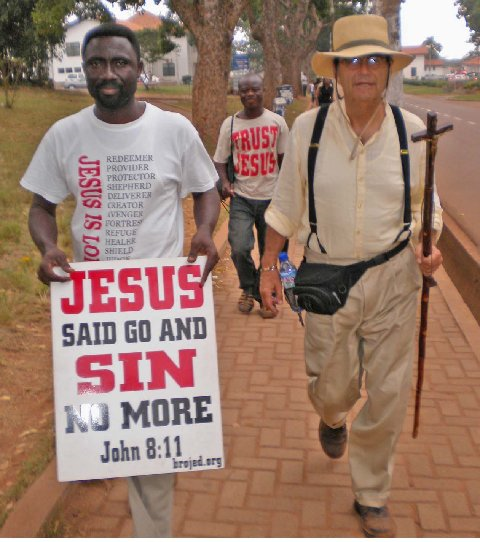 JESUS IS LO
REDEEMER
PROVIDER
PROTECTOR
SHEPHERD
DELIVERER
CREATOR
AVENGER
FORTRESS
REFUGE
HEALER
SHIELD
TRUST
JESUS
JESUS
SAID GO AND
SIN
NO MORE
John 8:11
brojed.org